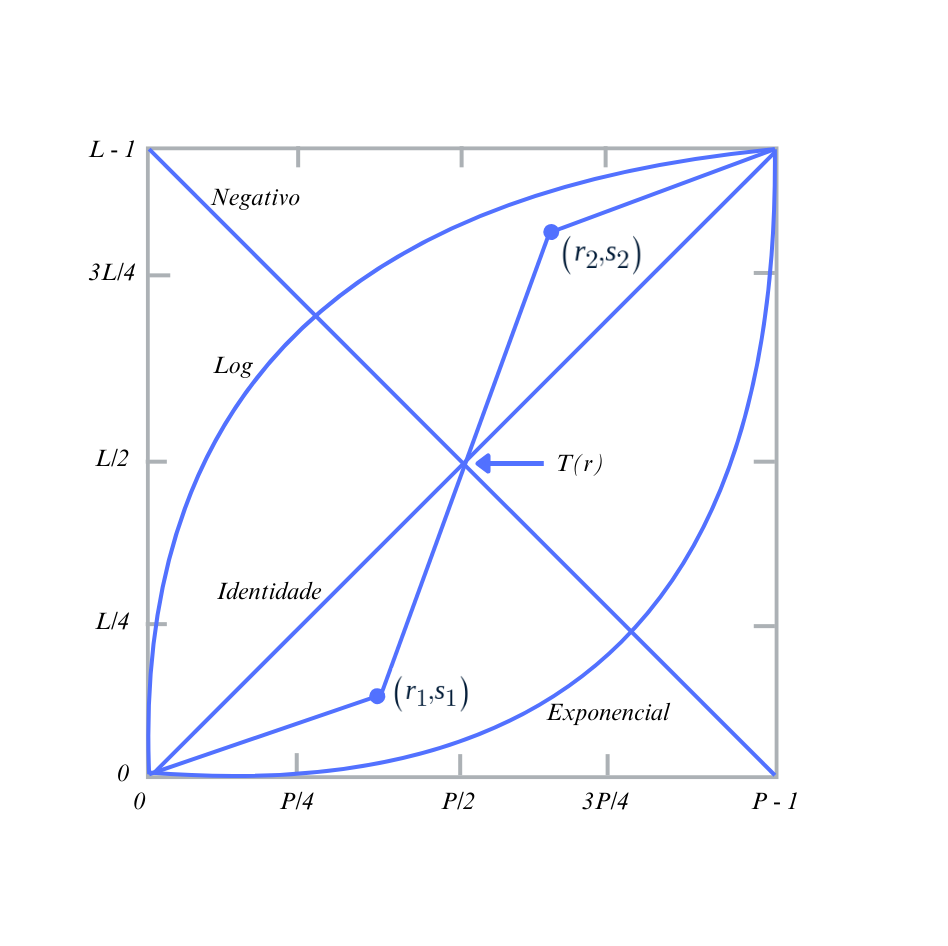 L - 1
Negativo
(r₂,s₂)
3L/4
Log
L/2
T(r)
Identidade
L/4
(r₁,s₁)
Exponencial
0
0
P/4
P/2
3P/4
P - 1